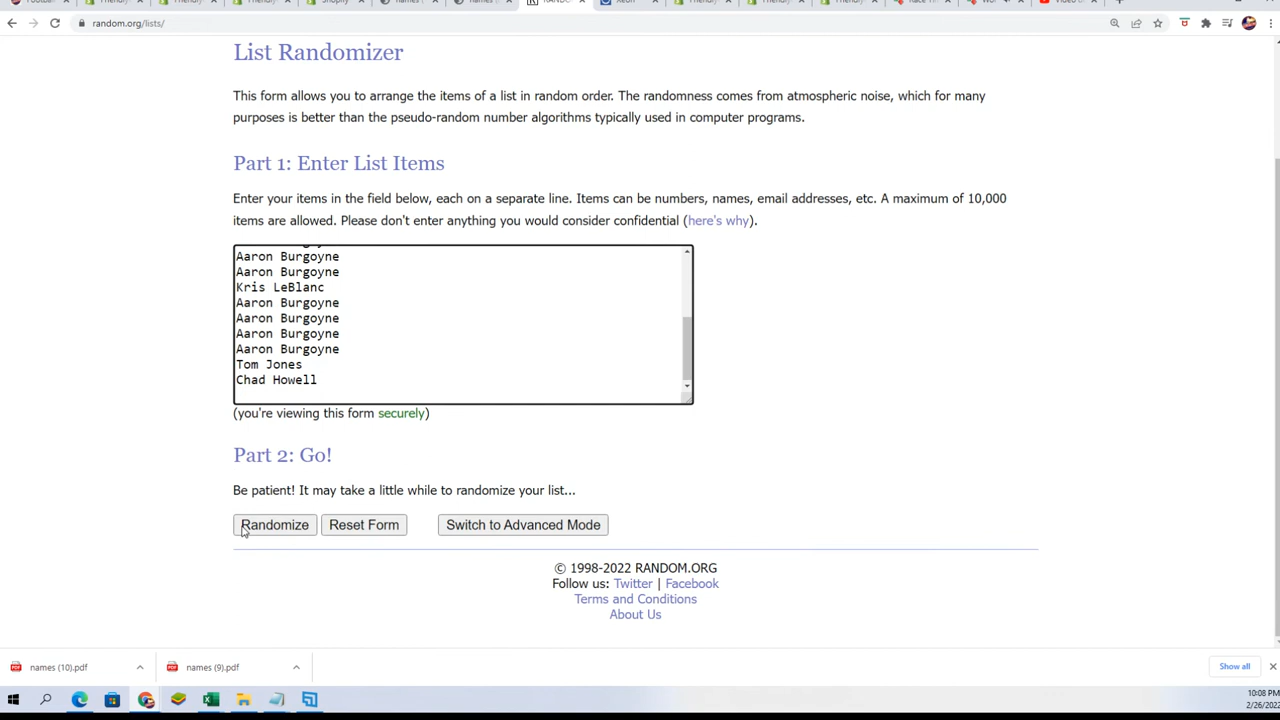 random.org/lists/
List Randomizer
This form allows you to arrange the items of a list in random order. The randomness comes from atmospheric noise, which for many
purposes is better than the pseudo-random number algorithms typically used in computer programs.
Part 1: Enter List Items
Enter your items in the field below, each on a separate line. Items can be numbers, names, email addresses, etc. A maximum of 10,000
items are allowed. Please don't enter anything you would consider confidential (here's why).
Aaron Burgoyne
Aaron Burgoyne
Kris LeBlanc
Aaron Burgoyne
Aaron Burgoyne
Aaron Burgoyne
Aaron Burgoyne
Tom Jones
Chad Howell
(you're viewing this form securely)
Part 2: Go!
Be patient! It may take a little while to randomize your list...
Randomize Reset Form Switch to Advanced Mode
© 1998-2022 RANDOM.ORG
Follow us: Twitter | Facebook
Terms and Conditions
About Us
names (10).pdf names (9).pdf Show all
10:08 PM